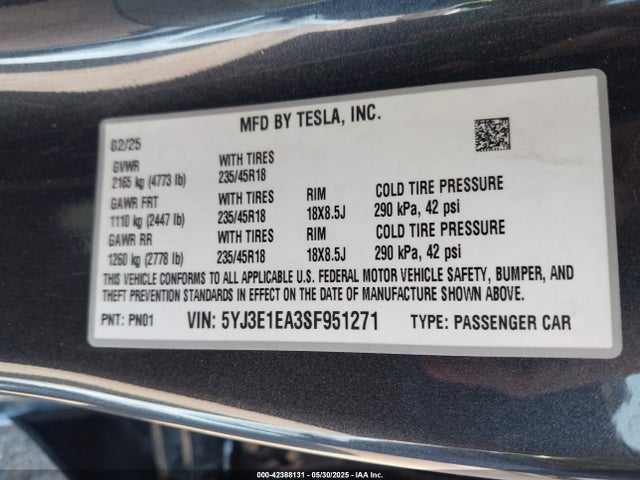 MFD BY TESLA, INC.
02/25
GVWR WITH TIRES
2165 kg (4773 lb) 235/45R18
GAWR FRT WITH TIRES RIM COLD TIRE PRESSURE
1110 kg (2447 lb) 235/45R18 18X8.5J 290 kPa, 42 psi
GAWR RR WITH TIRES RIM COLD TIRE PRESSURE
1260 kg (2778 lb) 235/45R18 18X8.5J 290 kPa, 42 psi
THIS VEHICLE CONFORMS TO ALL APPLICABLE U.S. FEDERAL MOTOR VEHICLE SAFETY, BUMPER, AND
THEFT PREVENTION STANDARDS IN EFFECT ON THE DATE OF MANUFACTURE SHOWN ABOVE.
PNT: PN01 VIN: 5YJ3E1EA3SF951271 TYPE: PASSENGER CAR
000-42388131 - 05/30/2025 - IAA Inc.